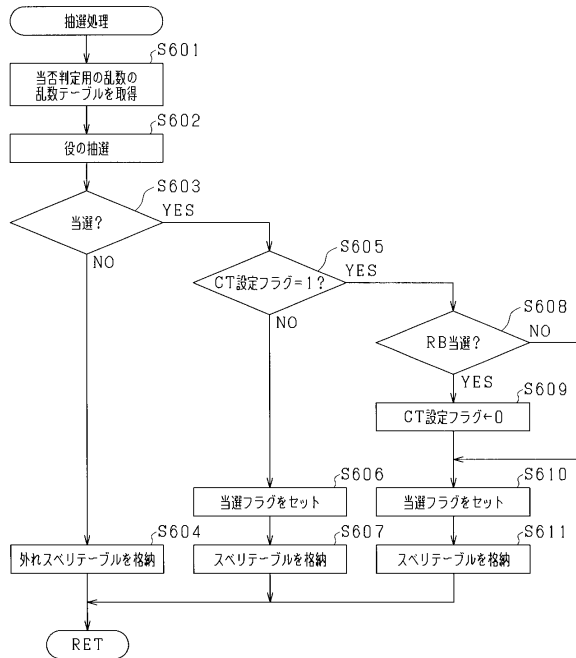 抽選処理
S601
当否判定用の乱数の
乱数テーブルを取得
S602
役の抽選
S603
当選?
YES
NO
S605
CT設定フラグ=1?
YES
NO
S608
RB当選?
NO
YES
S609
CT設定フラグ←0
S606
当選フラグをセット
S610
当選フラグをセット
S604
外れスベリテーブルを格納
S607
スベリテーブルを格納
S611
スベリテーブルを格納
RET